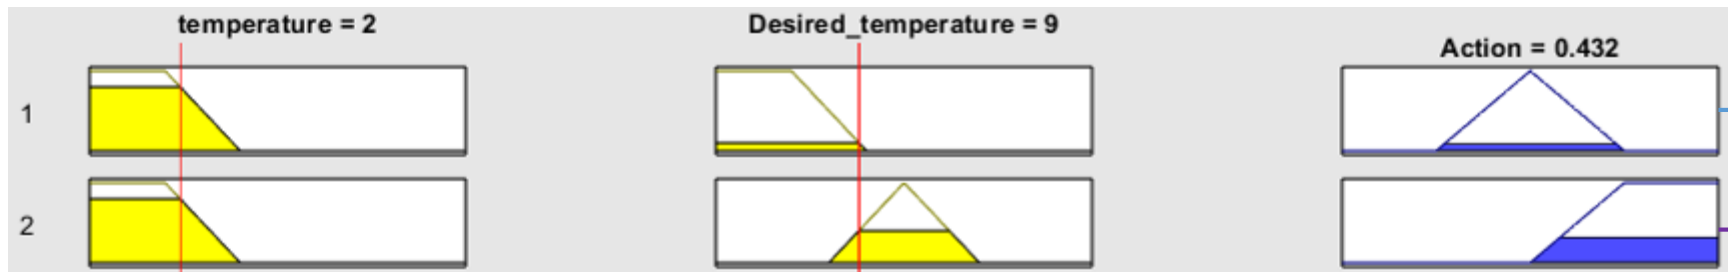 temperature = 2
Desired_temperature = 9
Action = 0.432
1
2